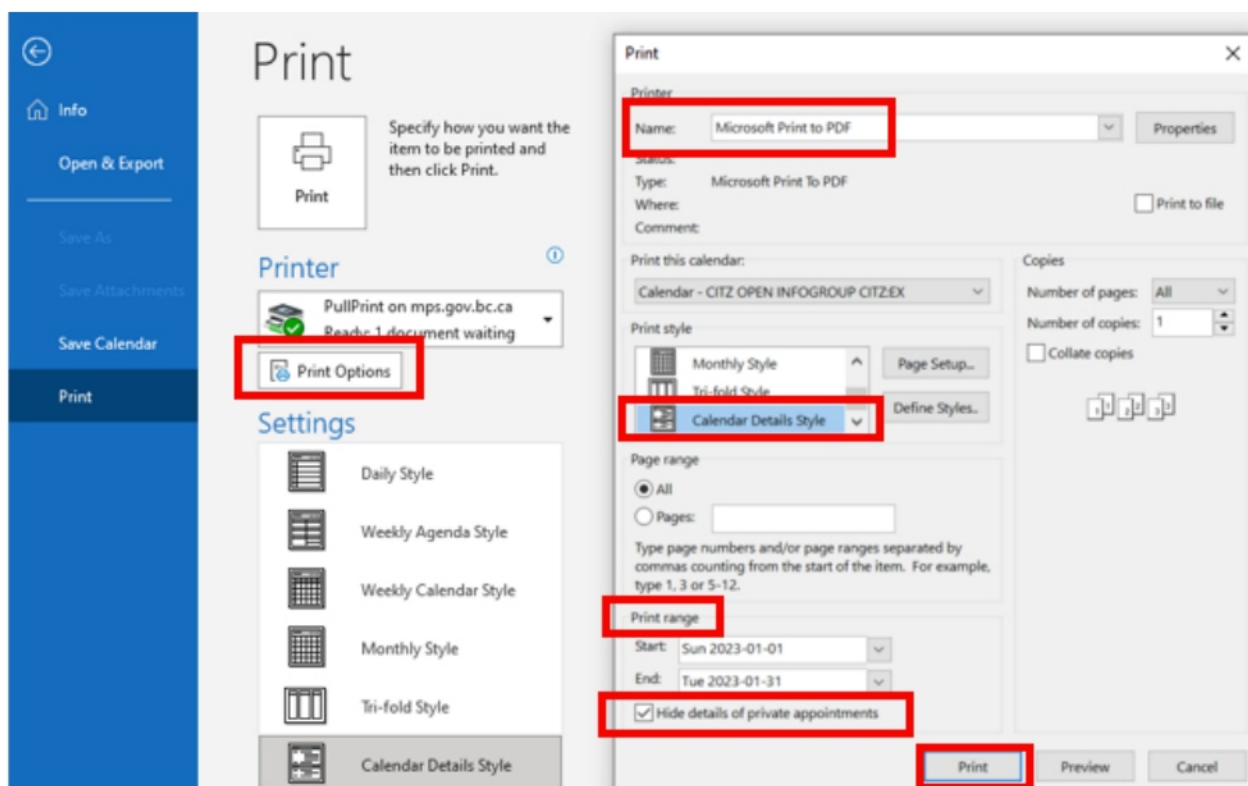 Info
Open & Export
Save As
Save Attachments
Save Calendar
Print
Print
Print
Specify how you want the
item to be printed and
then click Print.
Printer
PullPrint on mps.gov.bc.ca
Ready: 1 document waiting
Print Options
Settings
Daily Style
Weekly Agenda Style
Weekly Calendar Style
Monthly Style
Tri-fold Style
Calendar Details Style
Print
Printer
Name: Microsoft Print to PDF
Properties
Status:
Type: Microsoft Print To PDF
Where:
Print to file
Comment:
Print this calendar:
Calendar - CITZ OPEN INFOGROUP CITZ:EX
Print style
Monthly Style
Tri-fold Style
Calendar Details Style
Page Setup...
Define Styles..
Page range
All
Pages:
Type page numbers and/or page ranges separated by
commas counting from the start of the item. For example,
type 1, 3 or 5-12.
Print range
Start: Sun 2023-01-01
End: Tue 2023-01-31
Hide details of private appointments
Copies
Number of pages: All
Number of copies: 1
Collate copies
1 1 2 2 3 3
Print Preview Cancel